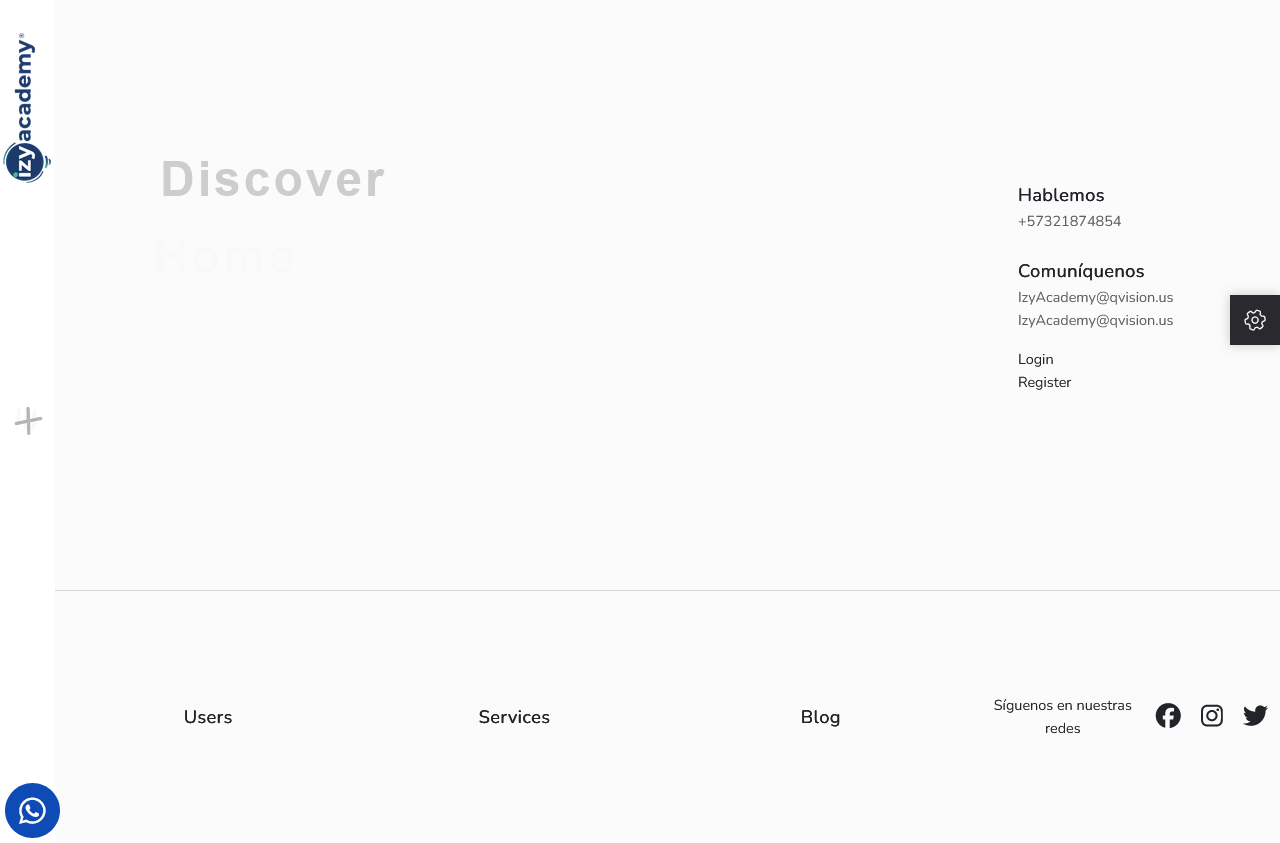 izyacademy®
Discover
Home
Hablemos
+57321874854
Comuníquenos
IzyAcademy@qvision.us
IzyAcademy@qvision.us
Login
Register
Users
Services
Blog
Síguenos en nuestras
redes